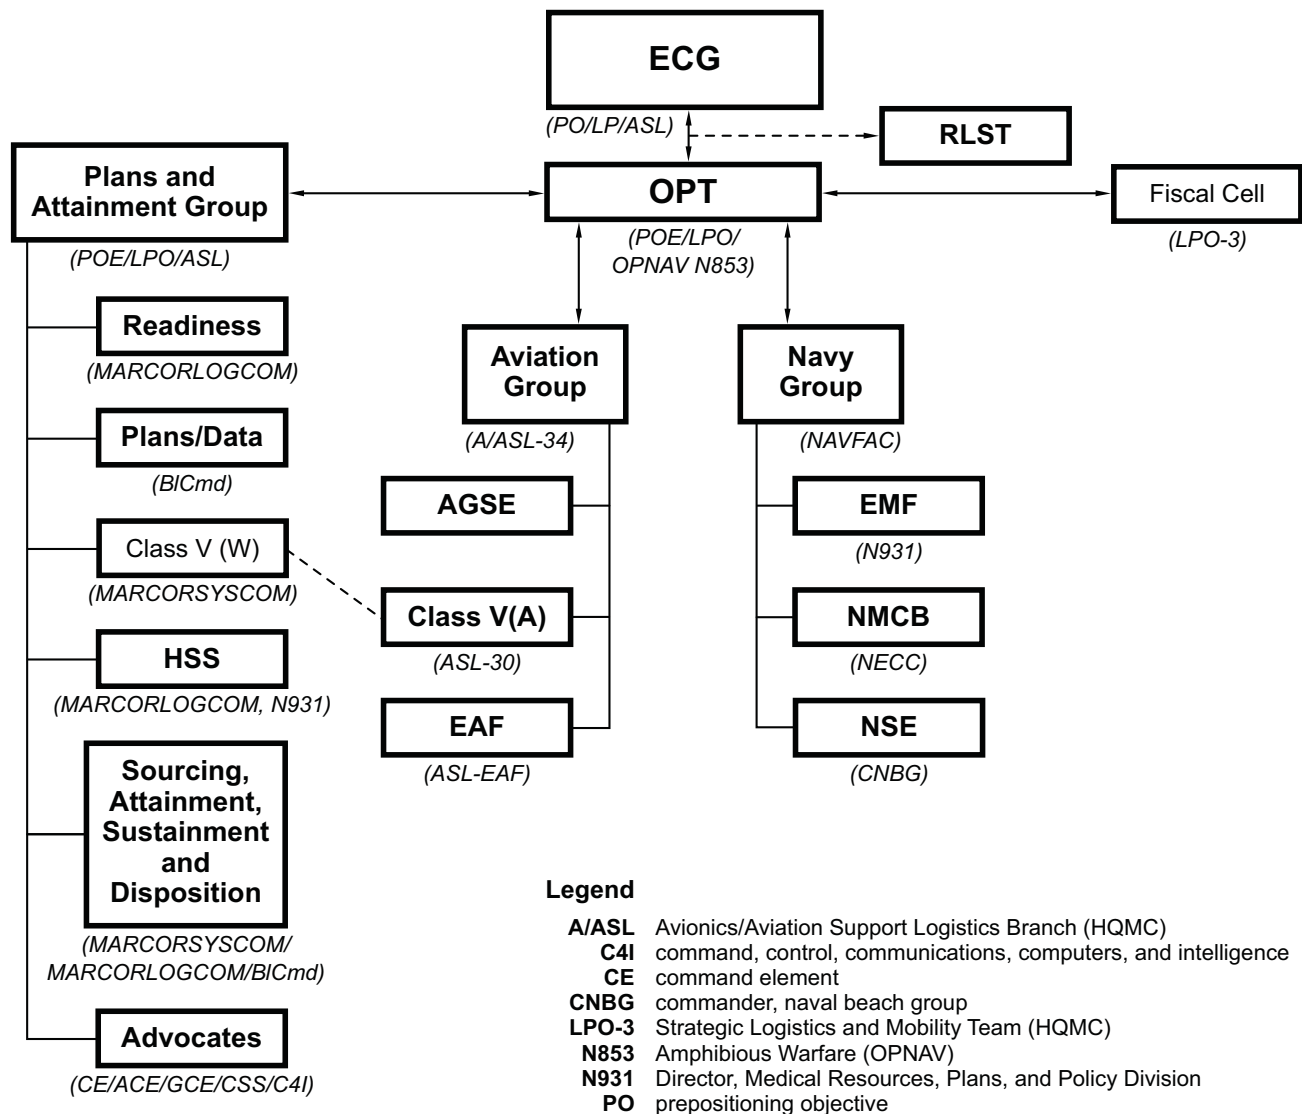 ECG
(PO/LP/ASL)
RLST
Plans and
Attainment Group
(POE/LPO/ASL)
OPT
(POE/LPO/
OPNAV N853)
Fiscal Cell
(LPO-3)
Readiness
(MARCORLOGCOM)
Plans/Data
(BICmd)
Class V (W)
(MARCORSYSCOM)
HSS
(MARCORLOGCOM, N931)
Sourcing,
Attainment,
Sustainment
and
Disposition
(MARCORSYSCOM/
MARCORLOGCOM/BICmd)
Advocates
(CE/ACE/GCE/CSS/C4I)
Aviation
Group
(A/ASL-34)
AGSE
Class V(A)
(ASL-30)
EAF
(ASL-EAF)
Navy
Group
(NAVFAC)
EMF
(N931)
NMCB
(NECC)
NSE
(CNBG)
Legend
A/ASL Avionics/Aviation Support Logistics Branch (HQMC)
C4I command, control, communications, computers, and intelligence
CE command element
CNBG commander, naval beach group
LPO-3 Strategic Logistics and Mobility Team (HQMC)
N853 Amphibious Warfare (OPNAV)
N931 Director, Medical Resources, Plans, and Policy Division
PO prepositioning objective